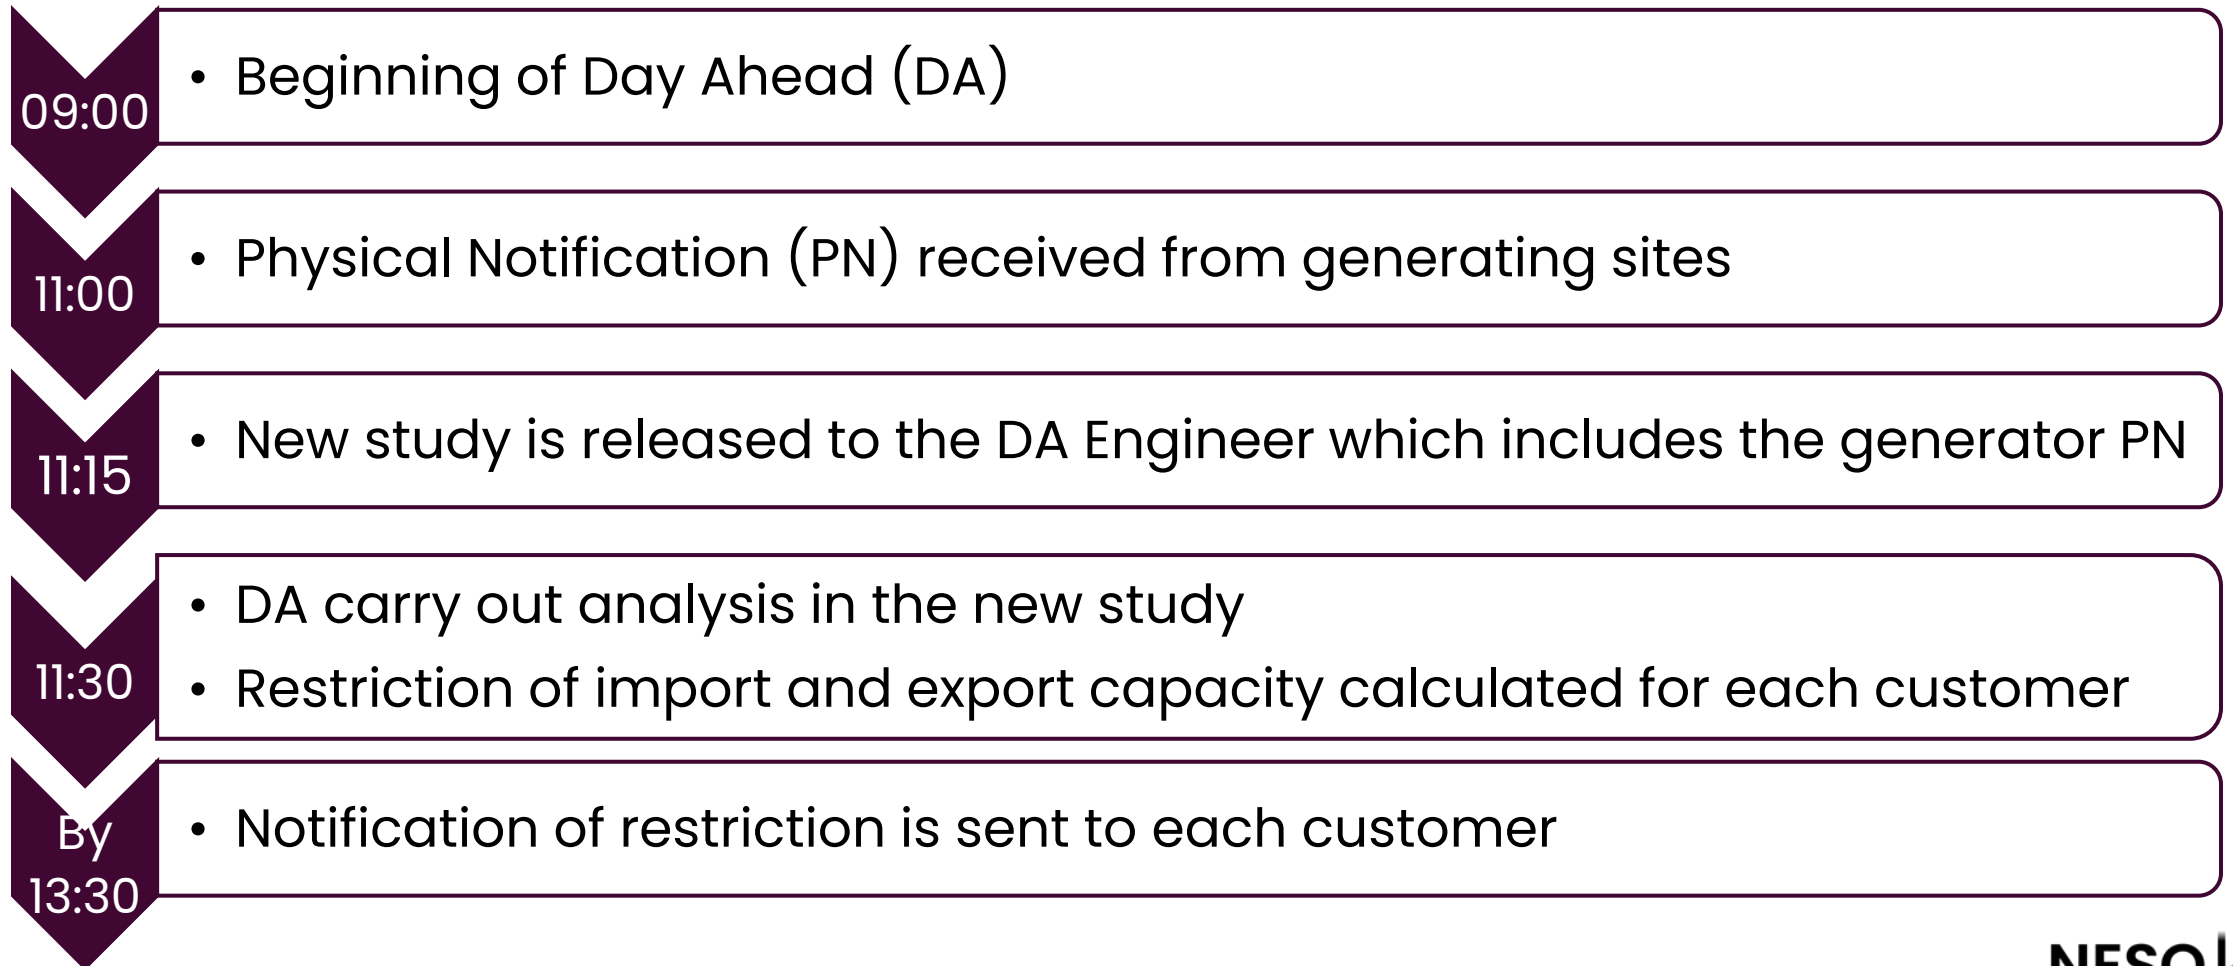 09:00
• Beginning of Day Ahead (DA)
11:00
• Physical Notification (PN) received from generating sites
11:15
• New study is released to the DA Engineer which includes the generator PN
11:30
• DA carry out analysis in the new study
• Restriction of import and export capacity calculated for each customer
By
13:30
• Notification of restriction is sent to each customer
NESO